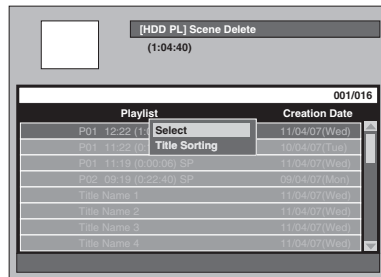 [HDD PL] Scene Delete
(1:04:40)
001/016
Playlist Creation Date
P01 12:22 (1:0 11/04/07(Wed)
Select
P01 11:22 (0: 10/04/07(Tue)
Title Sorting
P01 11:19 (0:00:06) SP 11/04/07(Wed)
P02 09:19 (0:22:40) SP 09/04/07(Mon)
Title Name 1 11/04/07(Wed)
Title Name 2 11/04/07(Wed)
Title Name 3 11/04/07(Wed)
Title Name 4 11/04/07(Wed)